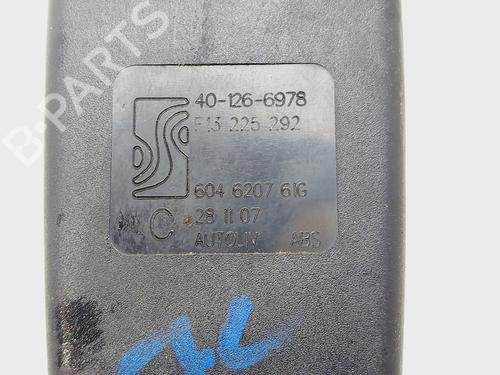 B-PARTS
40-126-6978
F13 225 292
604 6207 61G
C 28 11 07
AUTOLIV ABS